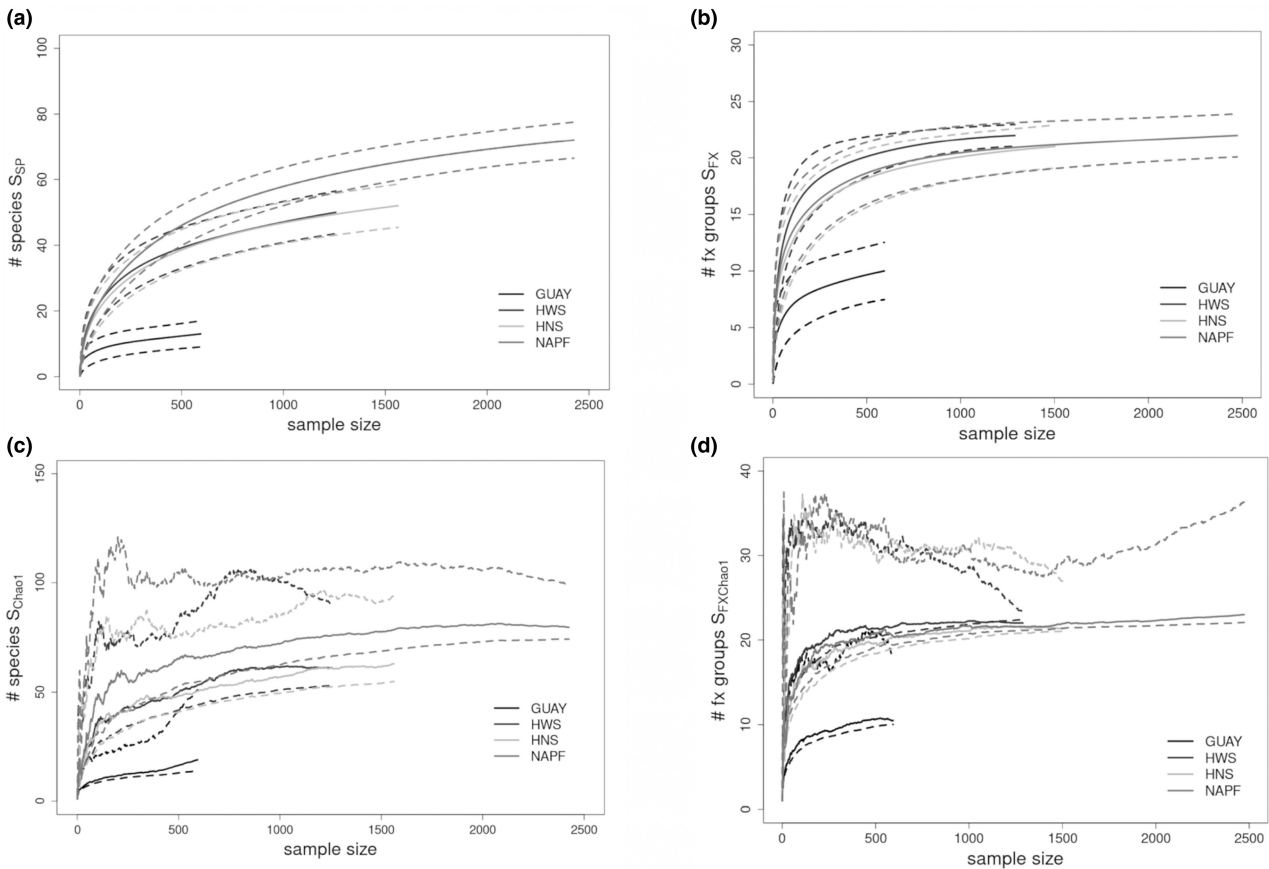 (a)
100
80
60
40
20
0
# species S_SP
GUAY
HWS
HNS
NAPF
0 500 1000 1500 2000 2500
sample size
(b)
30
25
20
15
10
5
0
# fx groups S_FX
GUAY
HWS
HNS
NAPF
0 500 1000 1500 2000 2500
sample size
(c)
150
100
50
0
# species S_Chao1
GUAY
HWS
HNS
NAPF
0 500 1000 1500 2000 2500
sample size
(d)
40
30
20
10
0
# fx groups S_FXChao1
GUAY
HWS
HNS
NAPF
0 500 1000 1500 2000 2500
sample size